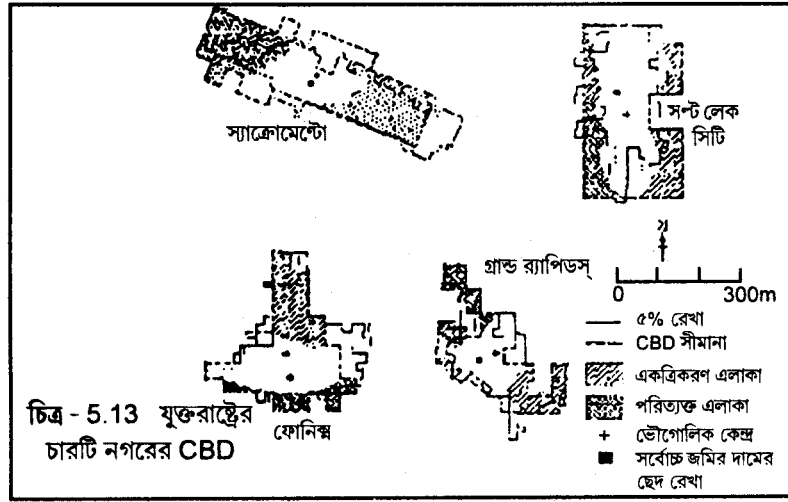 স্যাক্রোমেন্টো
সল্ট লেক
সিটি
গ্রান্ড র‍্যাপিডস্
0 300m
৫% রেখা
CBD সীমানা
একত্রিকরণ এলাকা
পরিত্যক্ত এলাকা
ভৌগোলিক কেন্দ্র
সর্বোচ্চ জমির দামের
ছেদ রেখা
ফোনিক্স
চিত্র - 5.13 যুক্তরাষ্ট্রের
চারটি নগরের CBD